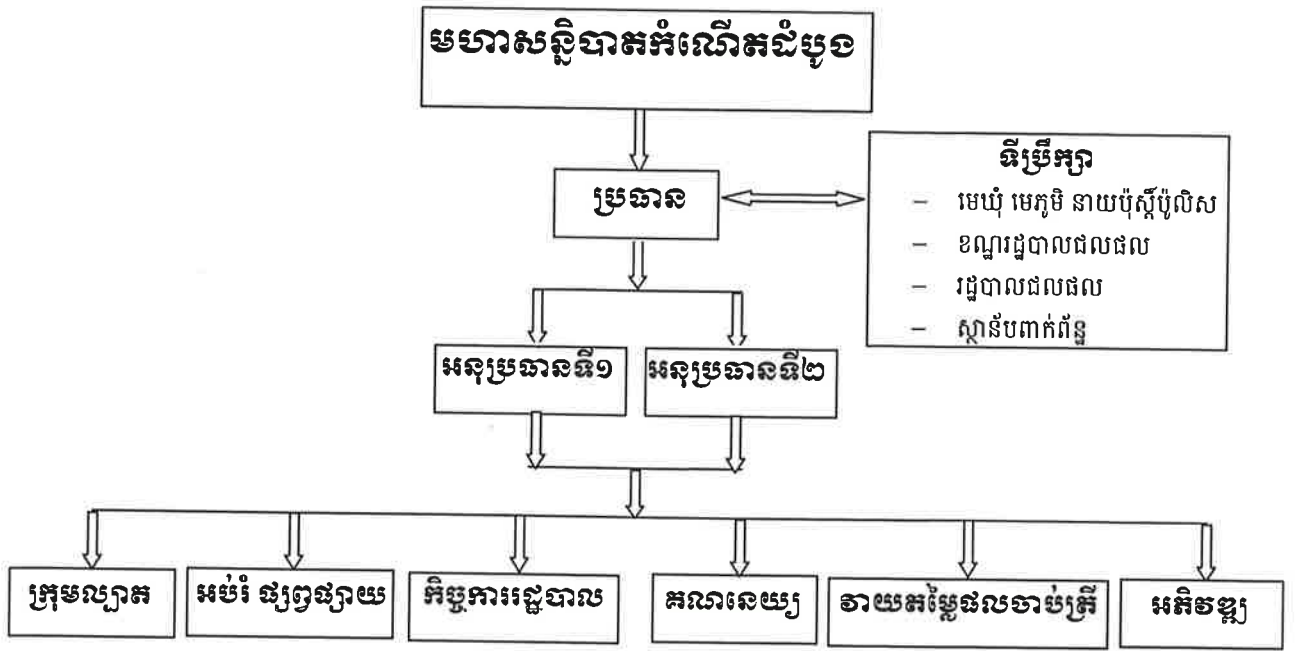 មហាសន្និបាតកំណើតដំបូង
ប្រធាន
ទីប្រឹក្សា
– មេឃុំ មេភូមិ នាយប៉ុស្តិ៍ប៉ូលិស
– ខណ្ឌរដ្ឋបាលជលផល
– រដ្ឋបាលជលផល
– ស្ថាន័បពាក់ព័ន្ធ
អនុប្រធានទី១
អនុប្រធានទី២
ក្រុមល្បាត
អប់រំ ផ្សព្វផ្សាយ
កិច្ចការរដ្ឋបាល
គណនេយ្យ
វាយតម្លៃផលចាប់ត្រី
អភិវឌ្ឍ